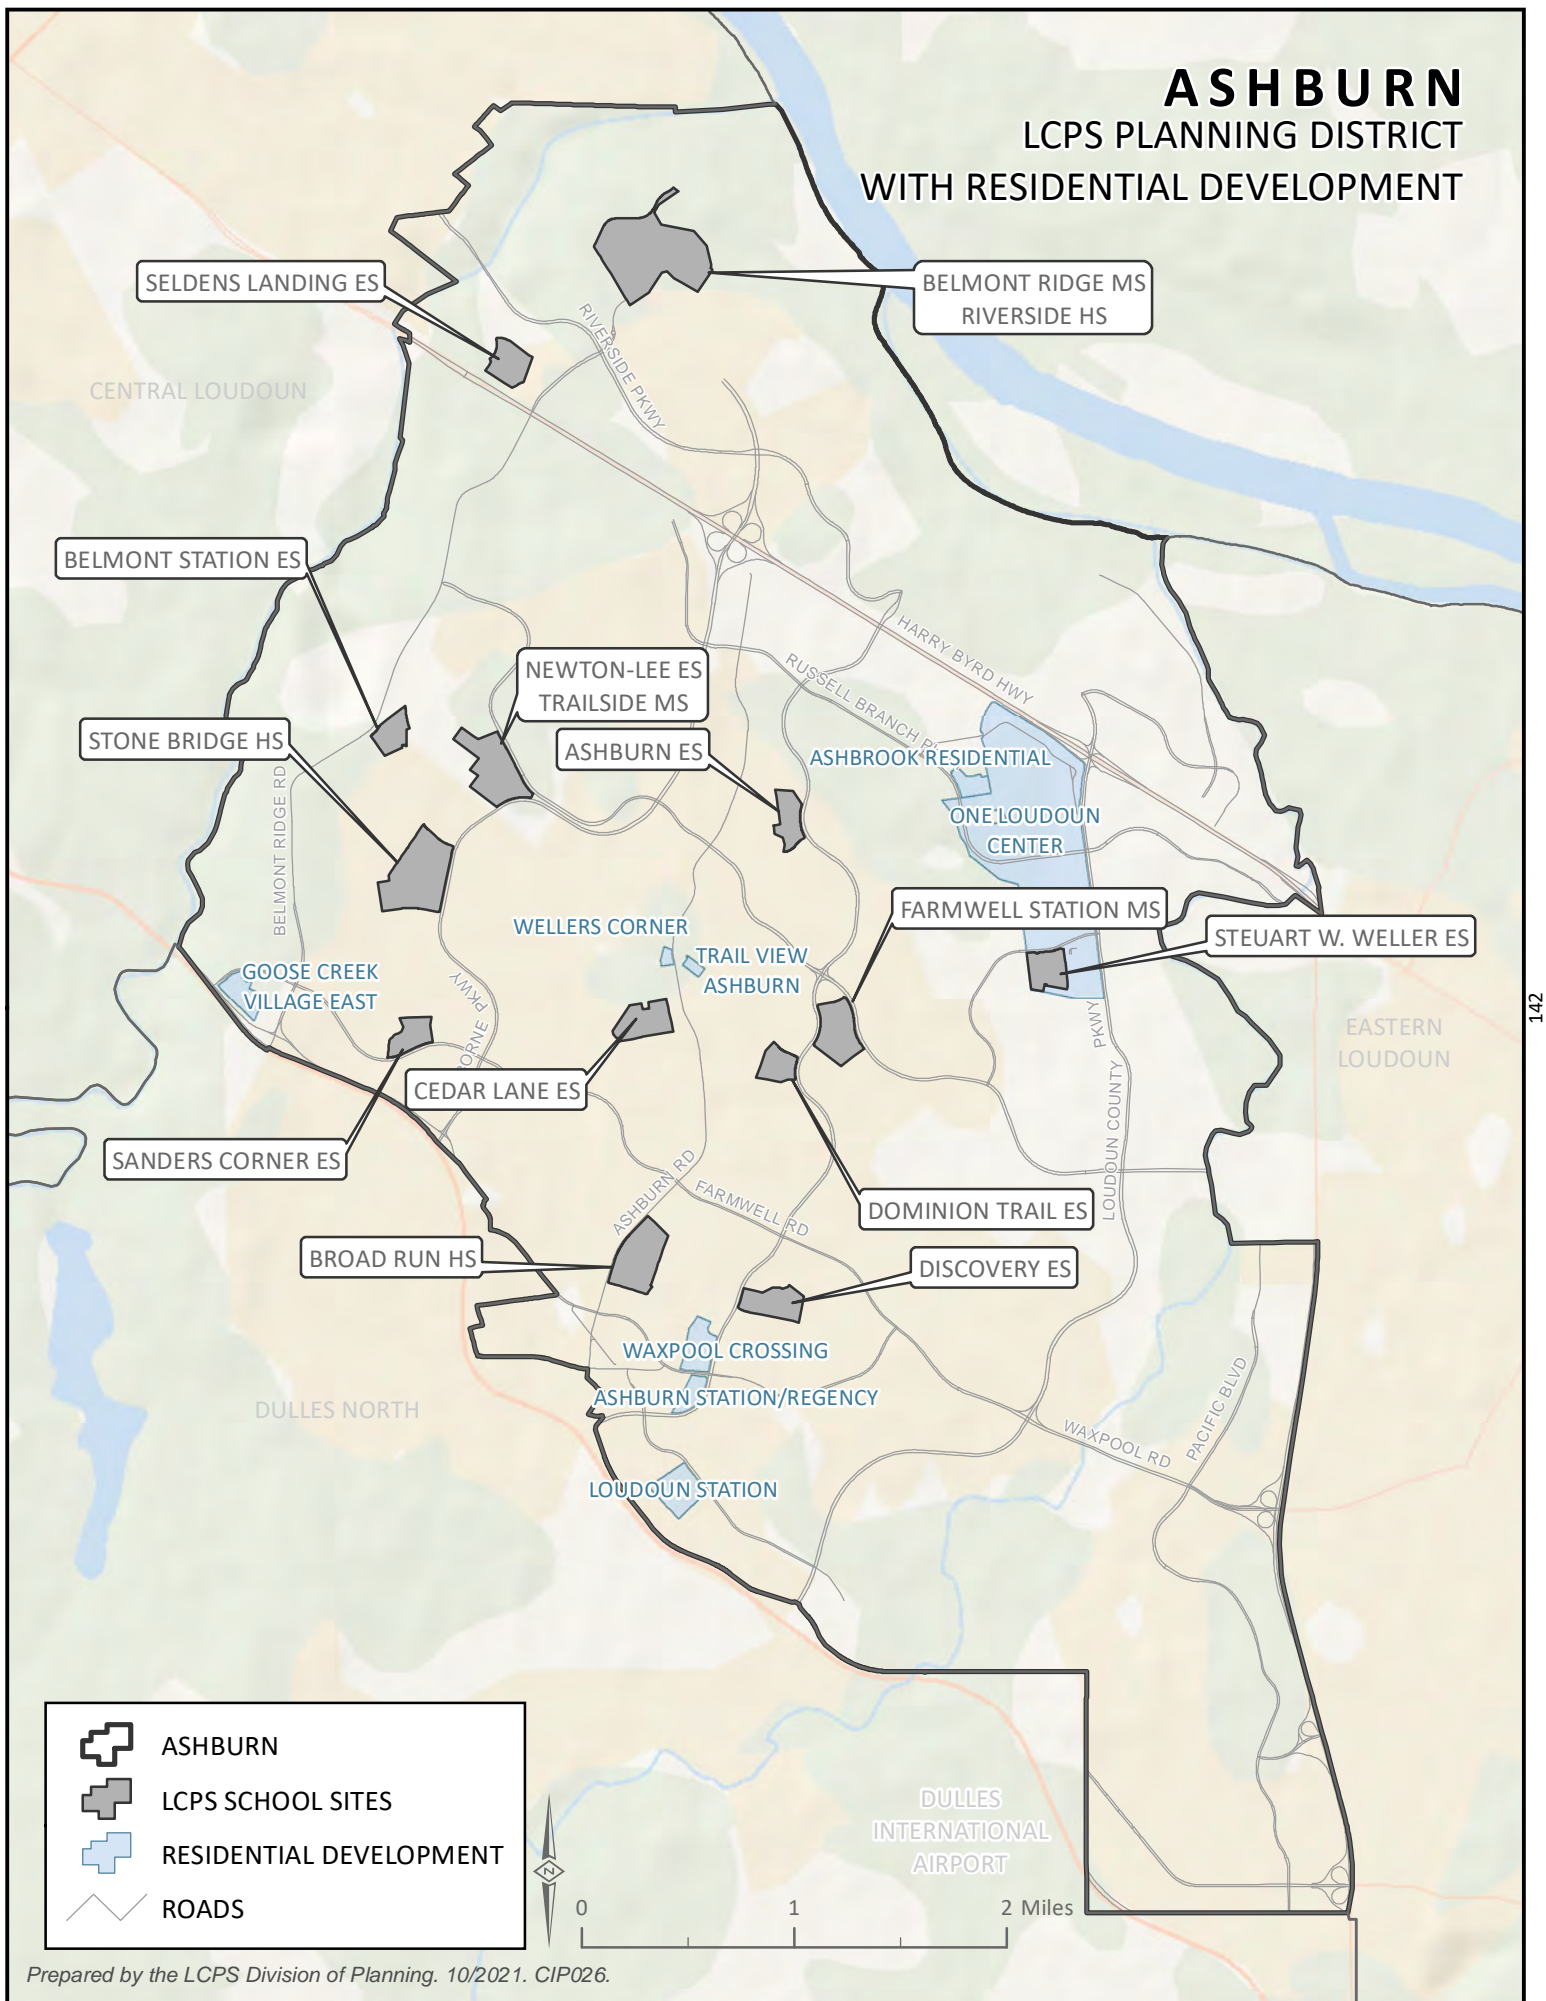 ASHBURN
LCPS PLANNING DISTRICT
WITH RESIDENTIAL DEVELOPMENT
SELDENS LANDING ES
BELMONT RIDGE MS
RIVERSIDE HS
RIVERSIDE PKWY
CENTRAL LOUDOUN
BELMONT STATION ES
HARRY BYRD HWY
NEWTON-LEE ES
TRAILSIDE MS
RUSSELL BRANCH P
STONE BRIDGE HS
ASHBURN ES
ASHBROOK RESIDENTIAL
BELMONT RIDGE RD
ONE LOUDOUN
CENTER
FARMWELL STATION MS
WELLERS CORNER
STEUART W. WELLER ES
TRAIL VIEW
ASHBURN
GOOSE CREEK
VILLAGE EAST
BORNE PKWY
EASTERN
LOUDOUN
142
CEDAR LANE ES
LOUDOUN COUNTY PKWY
SANDERS CORNER ES
ASHBURN RD
FARMWELL RD
DOMINION TRAIL ES
BROAD RUN HS
DISCOVERY ES
WAXPOOL CROSSING
ASHBURN STATION/REGENCY
DULLES NORTH
PACIFIC BLVD
WAXPOOL RD
LOUDOUN STATION
ASHBURN
LCPS SCHOOL SITES
RESIDENTIAL DEVELOPMENT
ROADS
DULLES
INTERNATIONAL
AIRPORT
N
0 1 2 Miles
Prepared by the LCPS Division of Planning. 10/2021. CIP026.